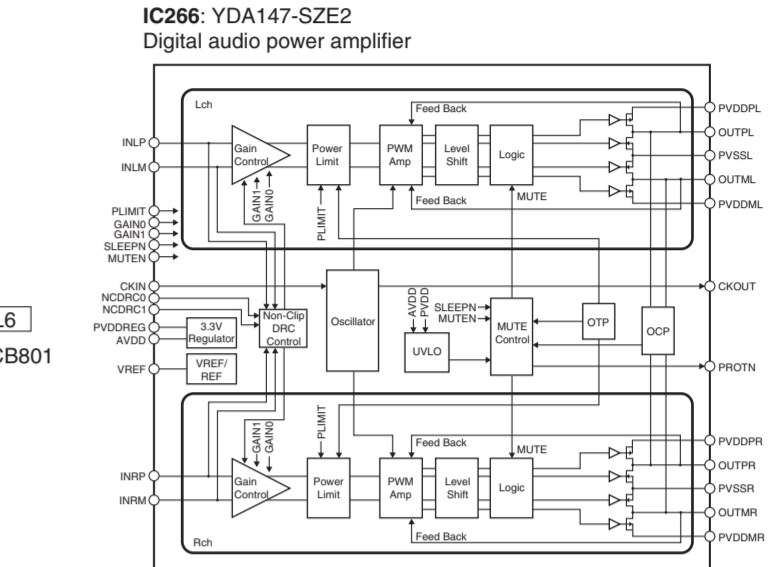 IC266: YDA147-SZE2
Digital audio power amplifier
Lch
Feed Back
PVDDPL
OUTPL
PVSSL
OUTML
PVDDML
INLP
INLM
Gain
Control
Power
Limit
PWM
Amp
Level
Shift
Logic
GAIN1
GAIN0
PLIMIT
Feed Back
MUTE
PLIMIT
GAIN0
GAIN1
SLEEPN
MUTEN
CKIN
NCDRC0
NCDRC1
PVDDREG
AVDD
VREF
3.3V
Regulator
VREF/
REF
Non-Clip
DRC
Control
Oscillator
AVDD
PVDD
UVLO
SLEEPN
MUTEN
MUTE
Control
OTP
OCP
CKOUT
PROTN
L6
CB801
GAIN1
GAIN0
PLIMIT
Feed Back
MUTE
PVDDPR
OUTPR
PVSSR
OUTMR
PVDDMR
INRP
INRM
Gain
Control
Power
Limit
PWM
Amp
Level
Shift
Logic
Feed Back
Rch